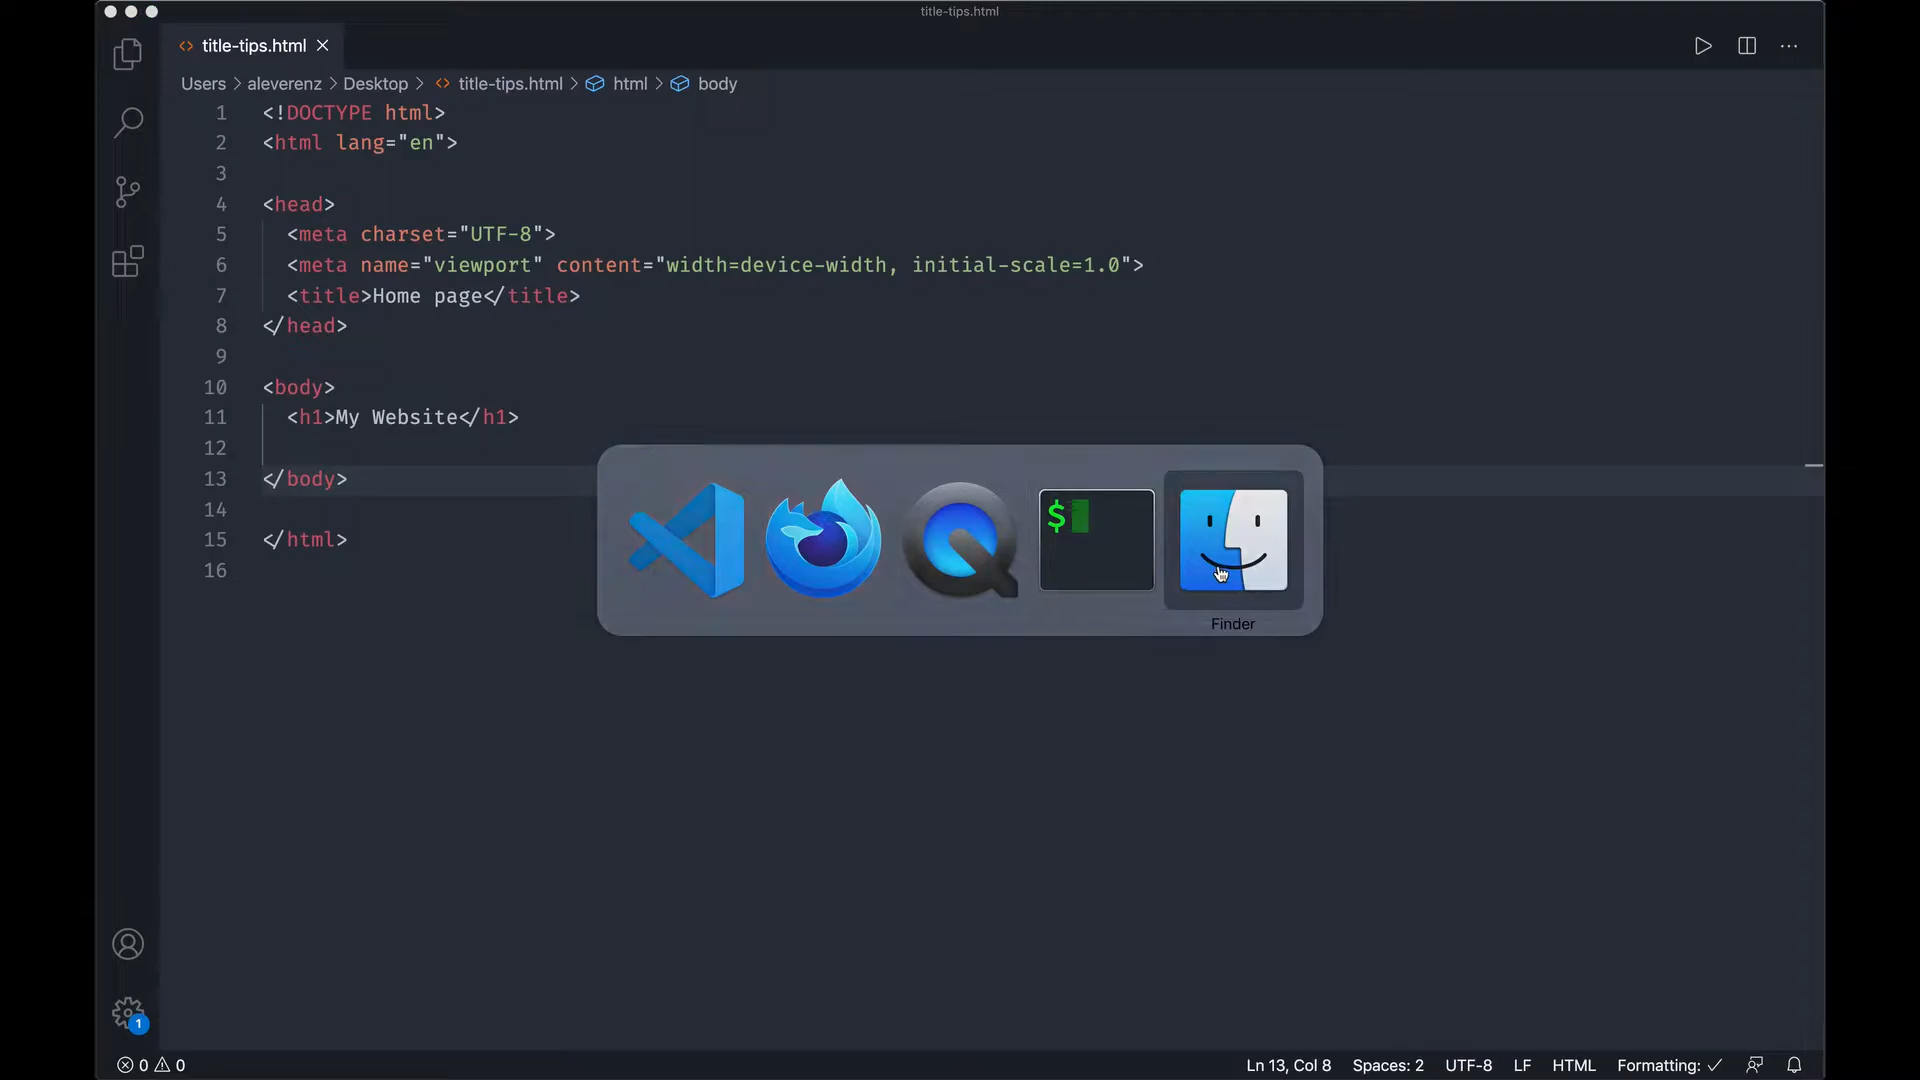 title-tips.html
title-tips.html
Users > aleverenz > Desktop > title-tips.html > html > body
1 <!DOCTYPE html>
2 <html lang="en">
3
4 <head>
5 <meta charset="UTF-8">
6 <meta name="viewport" content="width=device-width, initial-scale=1.0">
7 <title>Home page</title>
8 </head>
9
10 <body>
11 <h1>My Website</h1>
12
13 </body>
14
15 </html>
16
$
Finder
1
0 0 Ln 13, Col 8 Spaces: 2 UTF-8 LF HTML Formatting: ✓